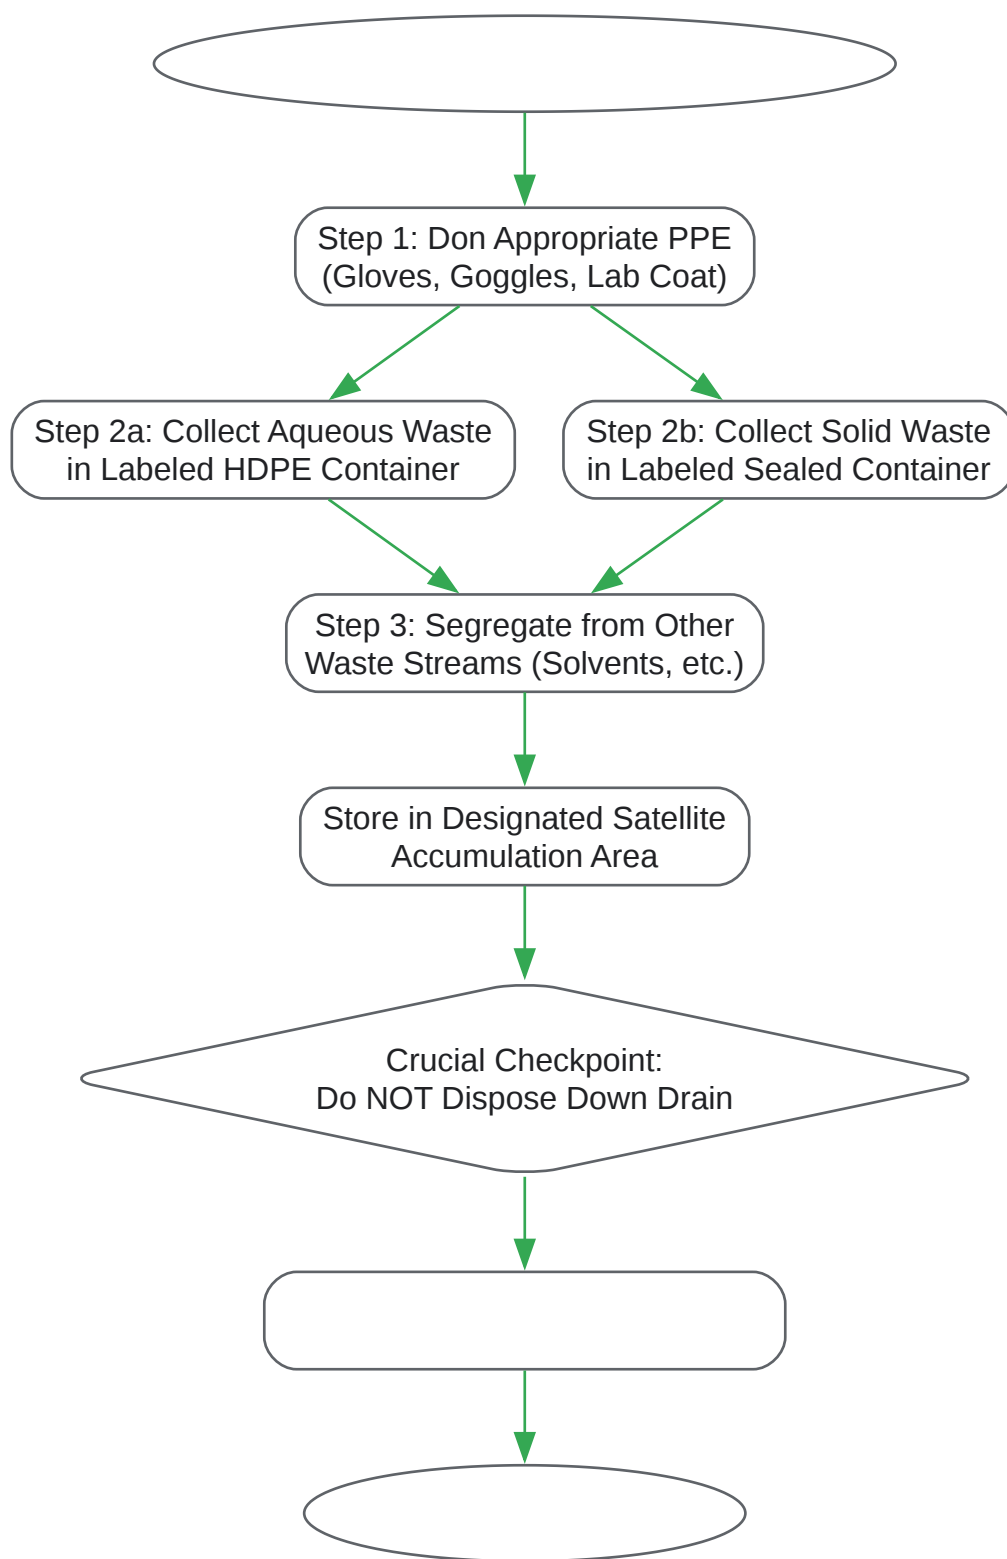 Step 1: Don Appropriate PPE
(Gloves, Goggles, Lab Coat)
Step 2a: Collect Aqueous Waste
in Labeled HDPE Container
Step 2b: Collect Solid Waste
in Labeled Sealed Container
Step 3: Segregate from Other
Waste Streams (Solvents, etc.)
Store in Designated Satellite
Accumulation Area
Crucial Checkpoint:
Do NOT Dispose Down Drain